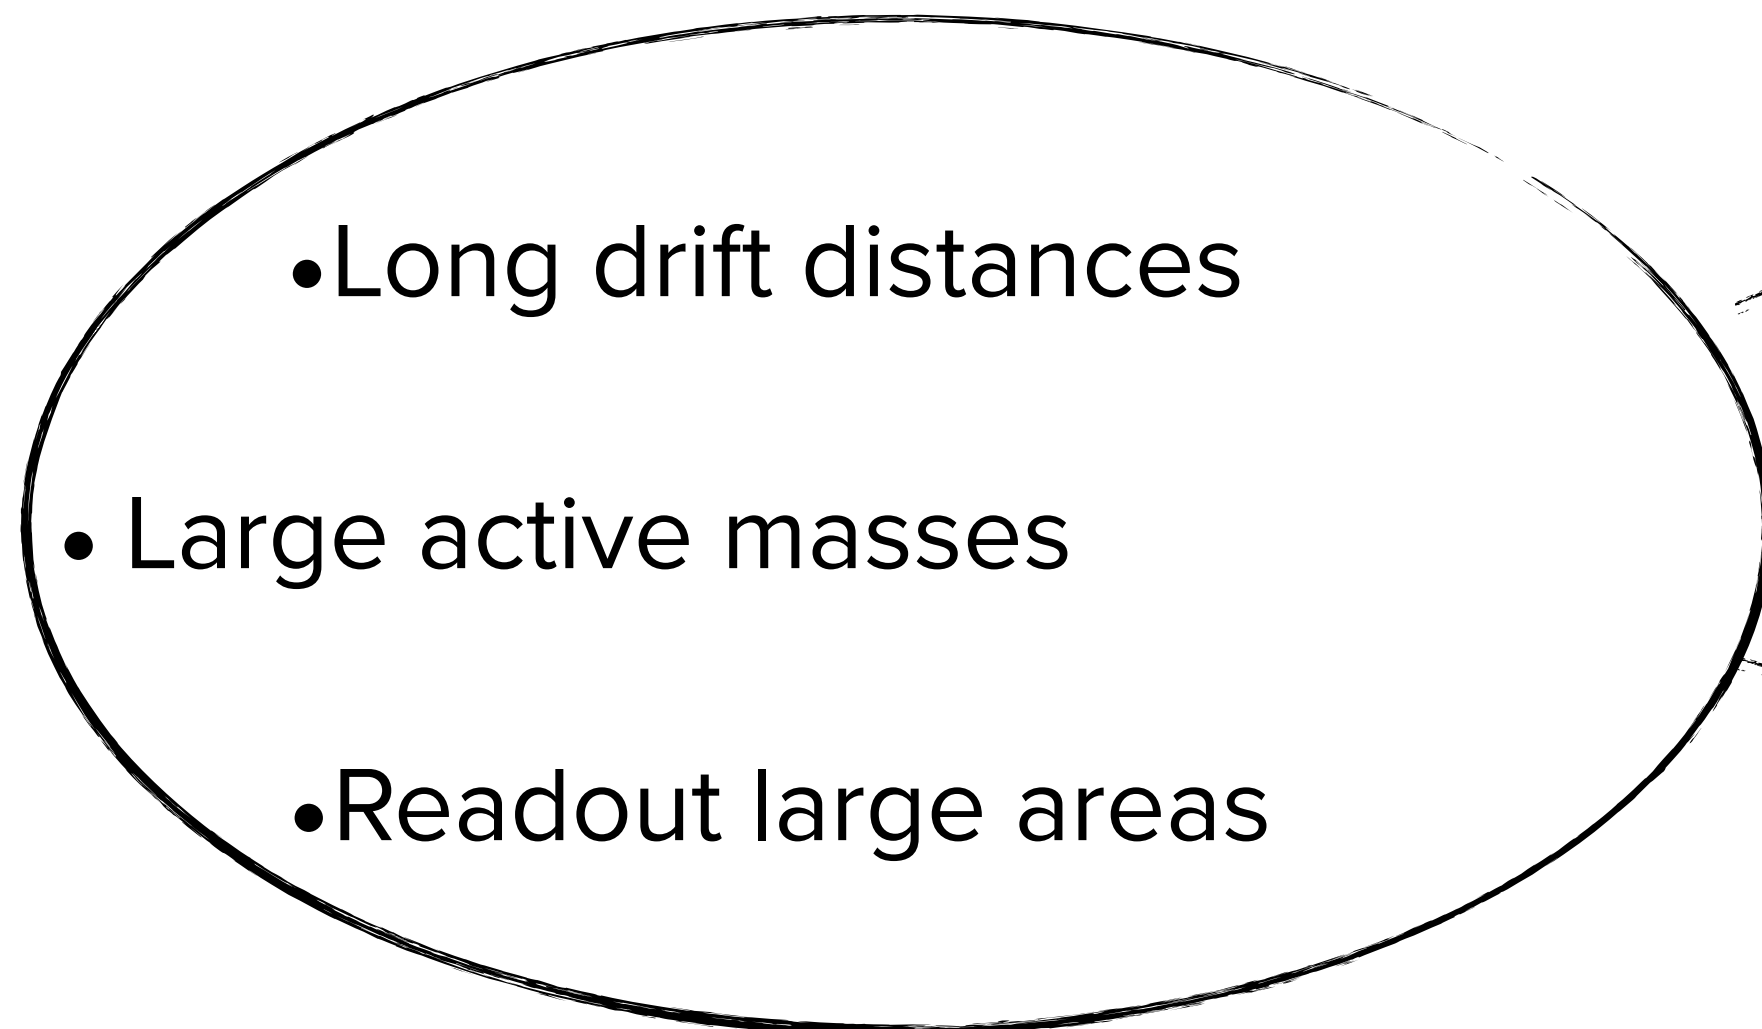 •Long drift distances
• Large active masses
•Readout large areas